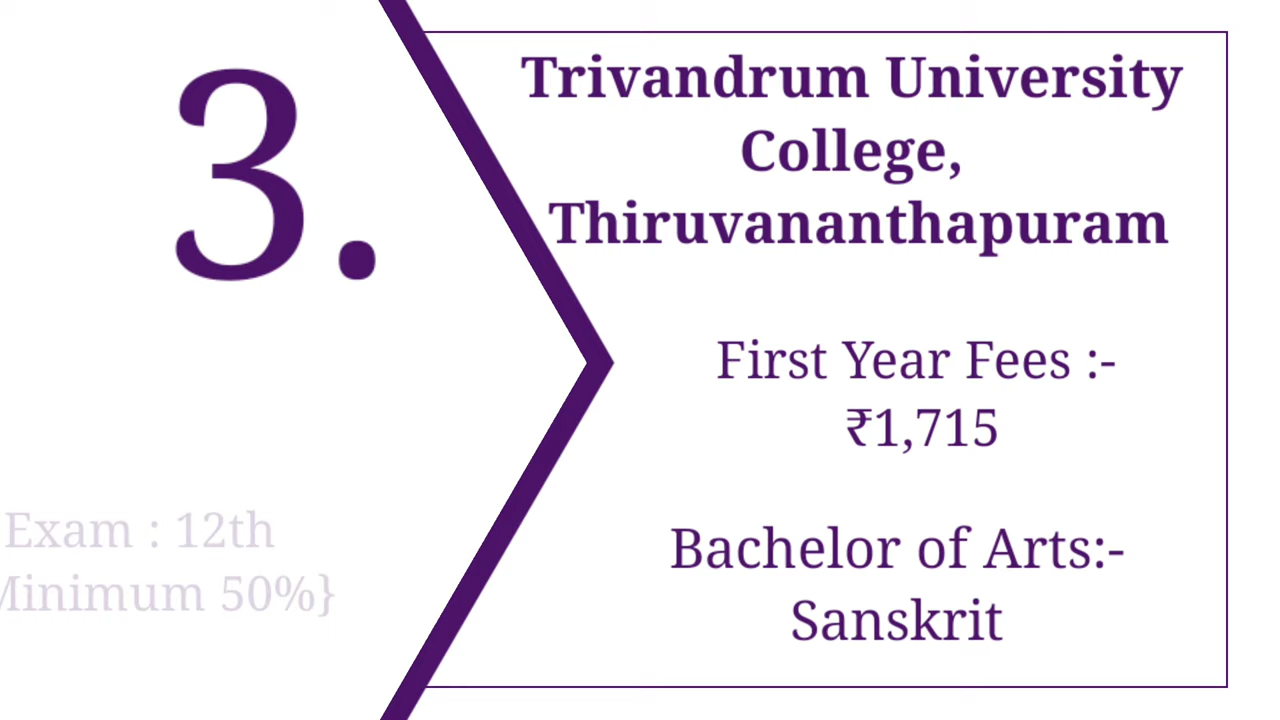 3.
Trivandrum University
College,
Thiruvananthapuram
First Year Fees :-
₹1,715
Bachelor of Arts:-
Sanskrit
Exam : 12th
Minimum 50%}